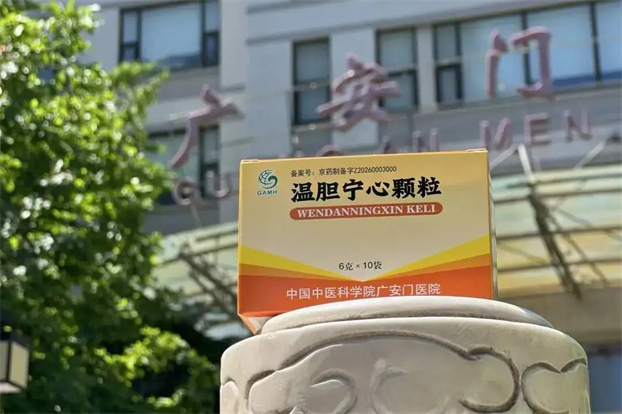 广安门
GUANG'AN MEN
备案号：京药制备字Z20260003000
GAMH
温胆宁心颗粒
WENDANNINGXIN KELI
6克×10袋
中国中医科学院广安门医院